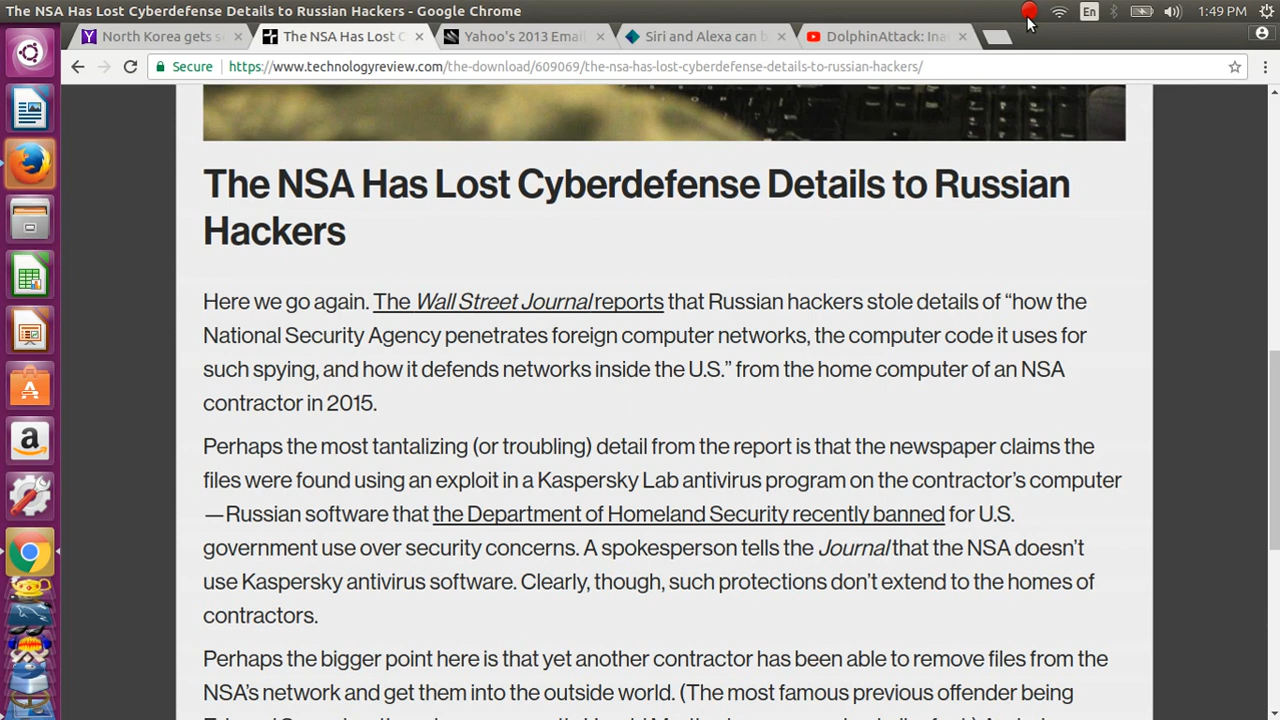 The NSA Has Lost Cyberdefense Details to Russian Hackers - Google Chrome
En
1:49 PM
North Korea gets s
The NSA Has Lost C
Yahoo's 2013 Email
Siri and Alexa can b
DolphinAttack: Ina
Secure
https://www.technologyreview.com/the-download/609069/the-nsa-has-lost-cyberdefense-details-to-russian-hackers/
The NSA Has Lost Cyberdefense Details to Russian
Hackers
Here we go again. The Wall Street Journal reports that Russian hackers stole details of “how the
National Security Agency penetrates foreign computer networks, the computer code it uses for
such spying, and how it defends networks inside the U.S.” from the home computer of an NSA
contractor in 2015.
Perhaps the most tantalizing (or troubling) detail from the report is that the newspaper claims the
files were found using an exploit in a Kaspersky Lab antivirus program on the contractor’s computer
—Russian software that the Department of Homeland Security recently banned for U.S.
government use over security concerns. A spokesperson tells the Journal that the NSA doesn’t
use Kaspersky antivirus software. Clearly, though, such protections don’t extend to the homes of
contractors.
Perhaps the bigger point here is that yet another contractor has been able to remove files from the
NSA’s network and get them into the outside world. (The most famous previous offender being